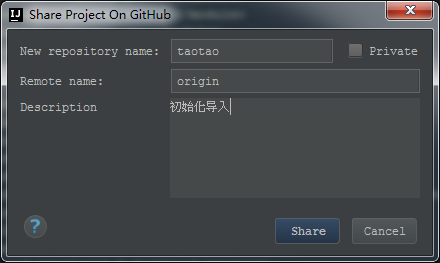 IJ Share Project On GitHub
New repository name: taotao Private
Remote name: origin
Description 初始化导入
? Share Cancel